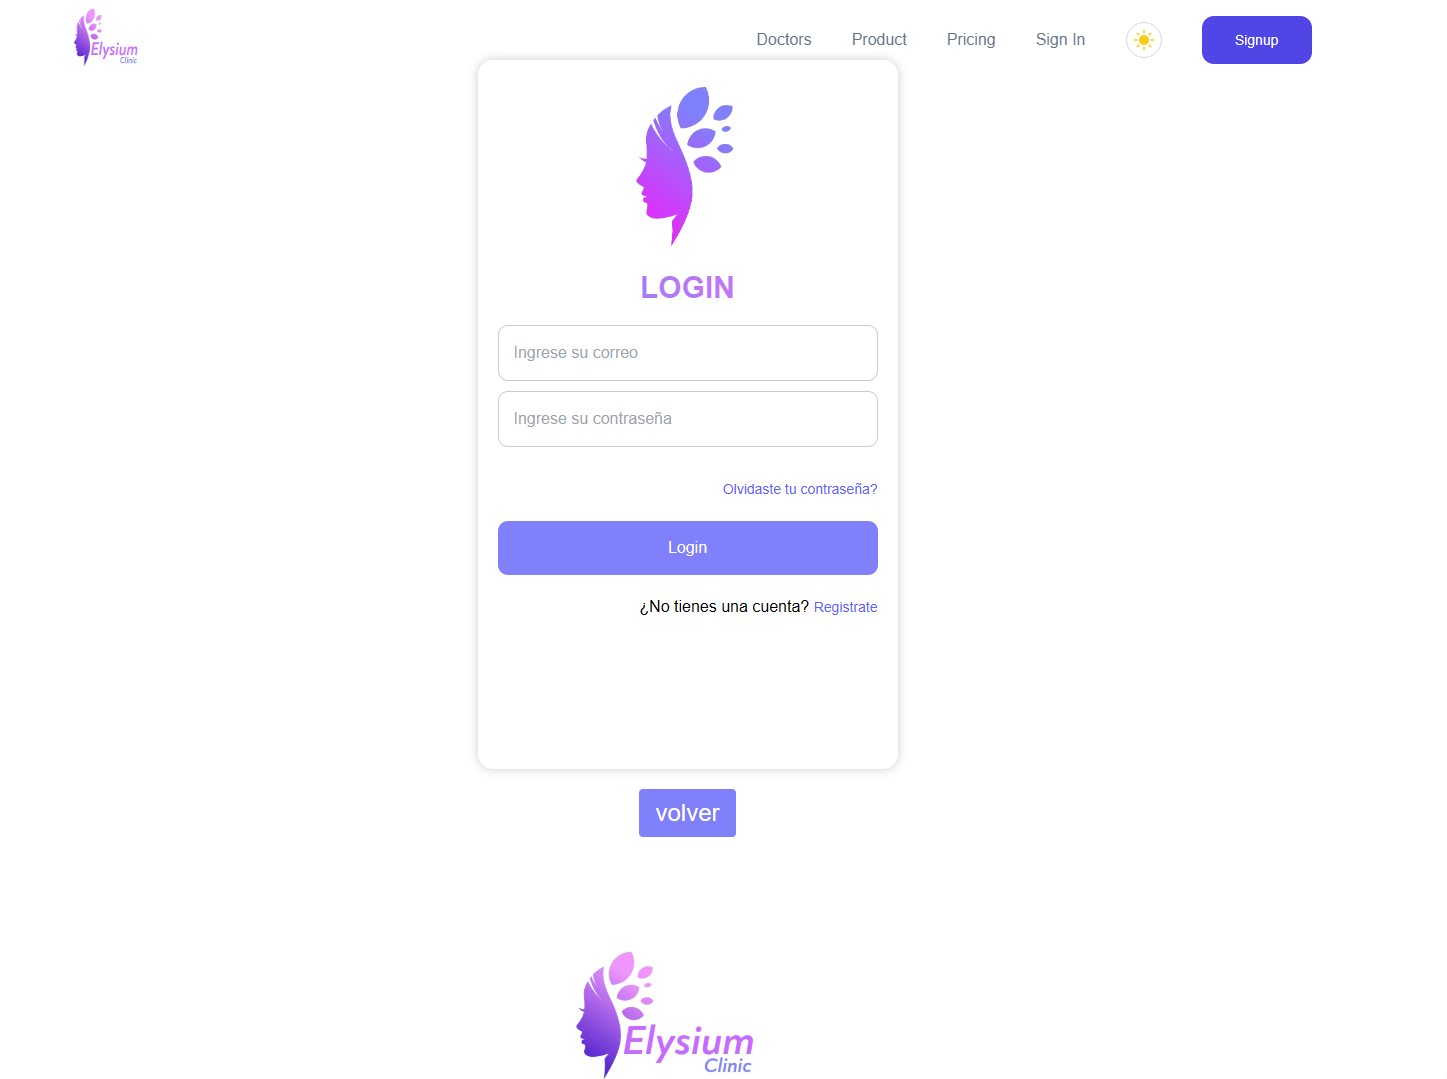 Elysium
Clinic
Doctors
Product
Pricing
Sign In
Signup
LOGIN
Ingrese su correo
Ingrese su contraseña
Olvidaste tu contraseña?
Login
¿No tienes una cuenta? Registrate
volver
Elysium
Clinic